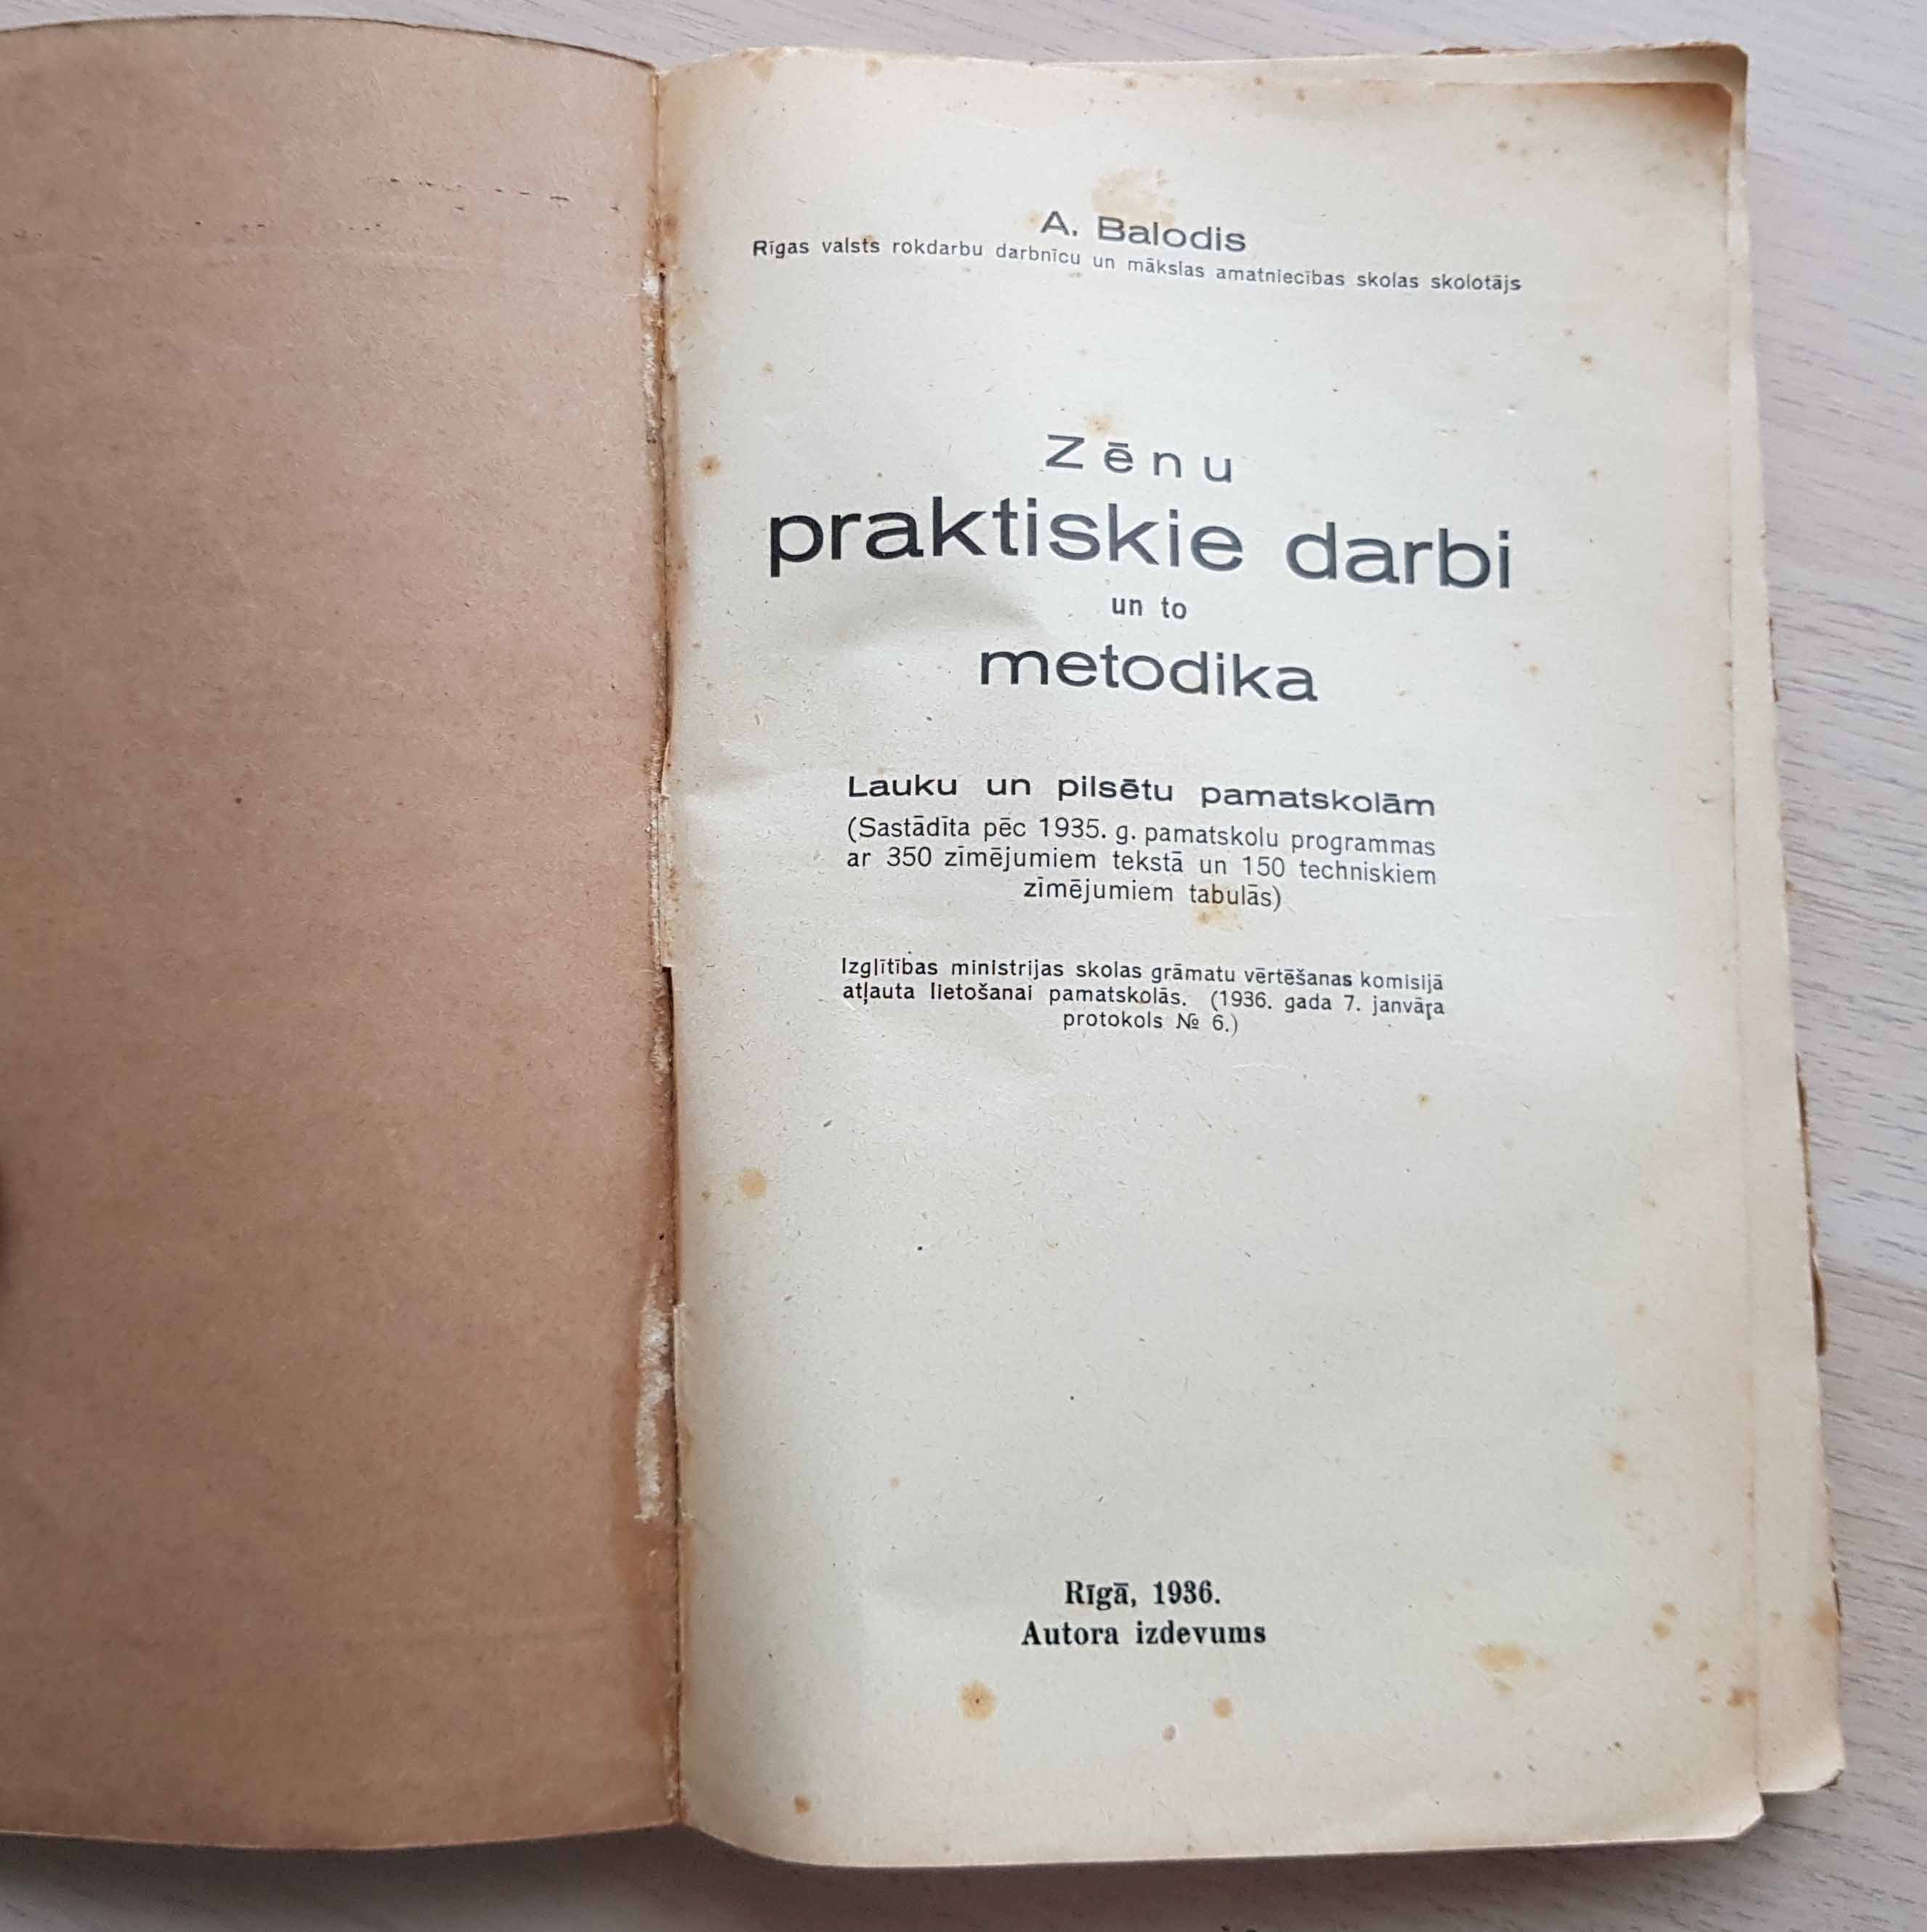 A. Balodis
Rīgas valsts rokdarbu darbnīcu un mākslas amatniecības skolas skolotājs
Zēnu
praktiskie darbi
un to
metodika
Lauku un pilsētu pamatskolām
(Sastādīta pēc 1935. g. pamatskolu programmas
ar 350 zīmējumiem tekstā un 150 techniskiem
zīmējumiem tabulās)
Izglītības ministrijas skolas grāmatu vērtēšanas komisijā
atļauta lietošanai pamatskolās. (1936. gada 7. janvāŗa
protokols № 6.)
Rīgā, 1936.
Autora izdevums